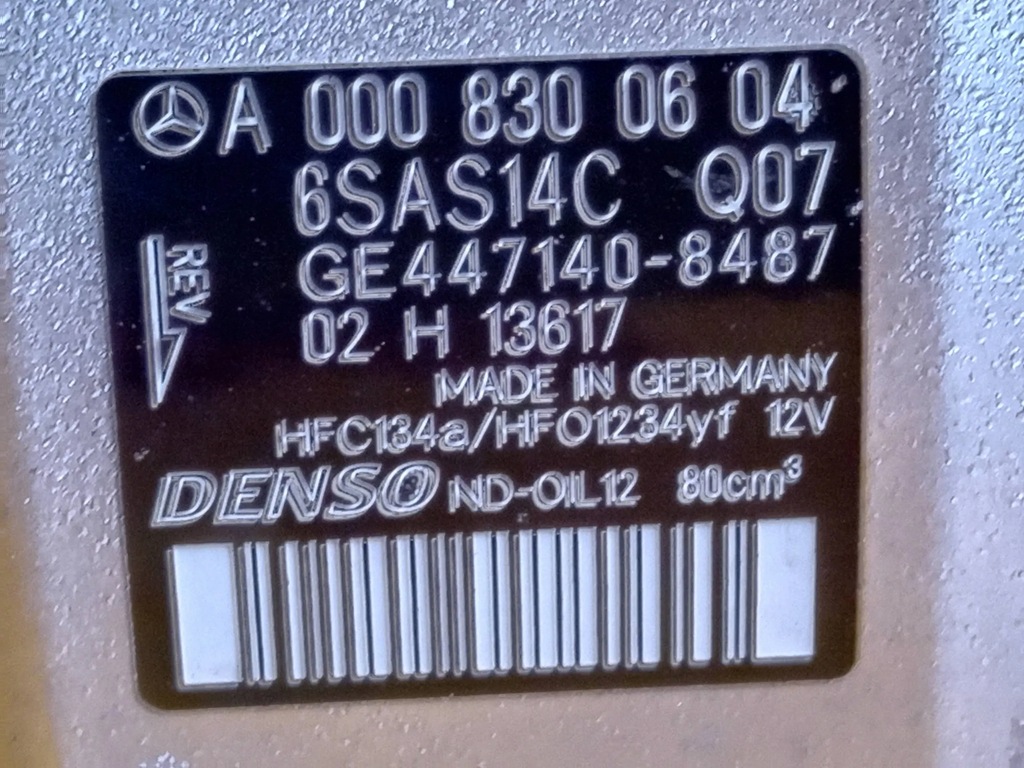 A 000 830 06 04
6SAS14C Q07
GE447140-8487
02 H 13617
REV
MADE IN GERMANY
HFC134a/HFO1234yf 12V
DENSO ND-OIL12 80cm³